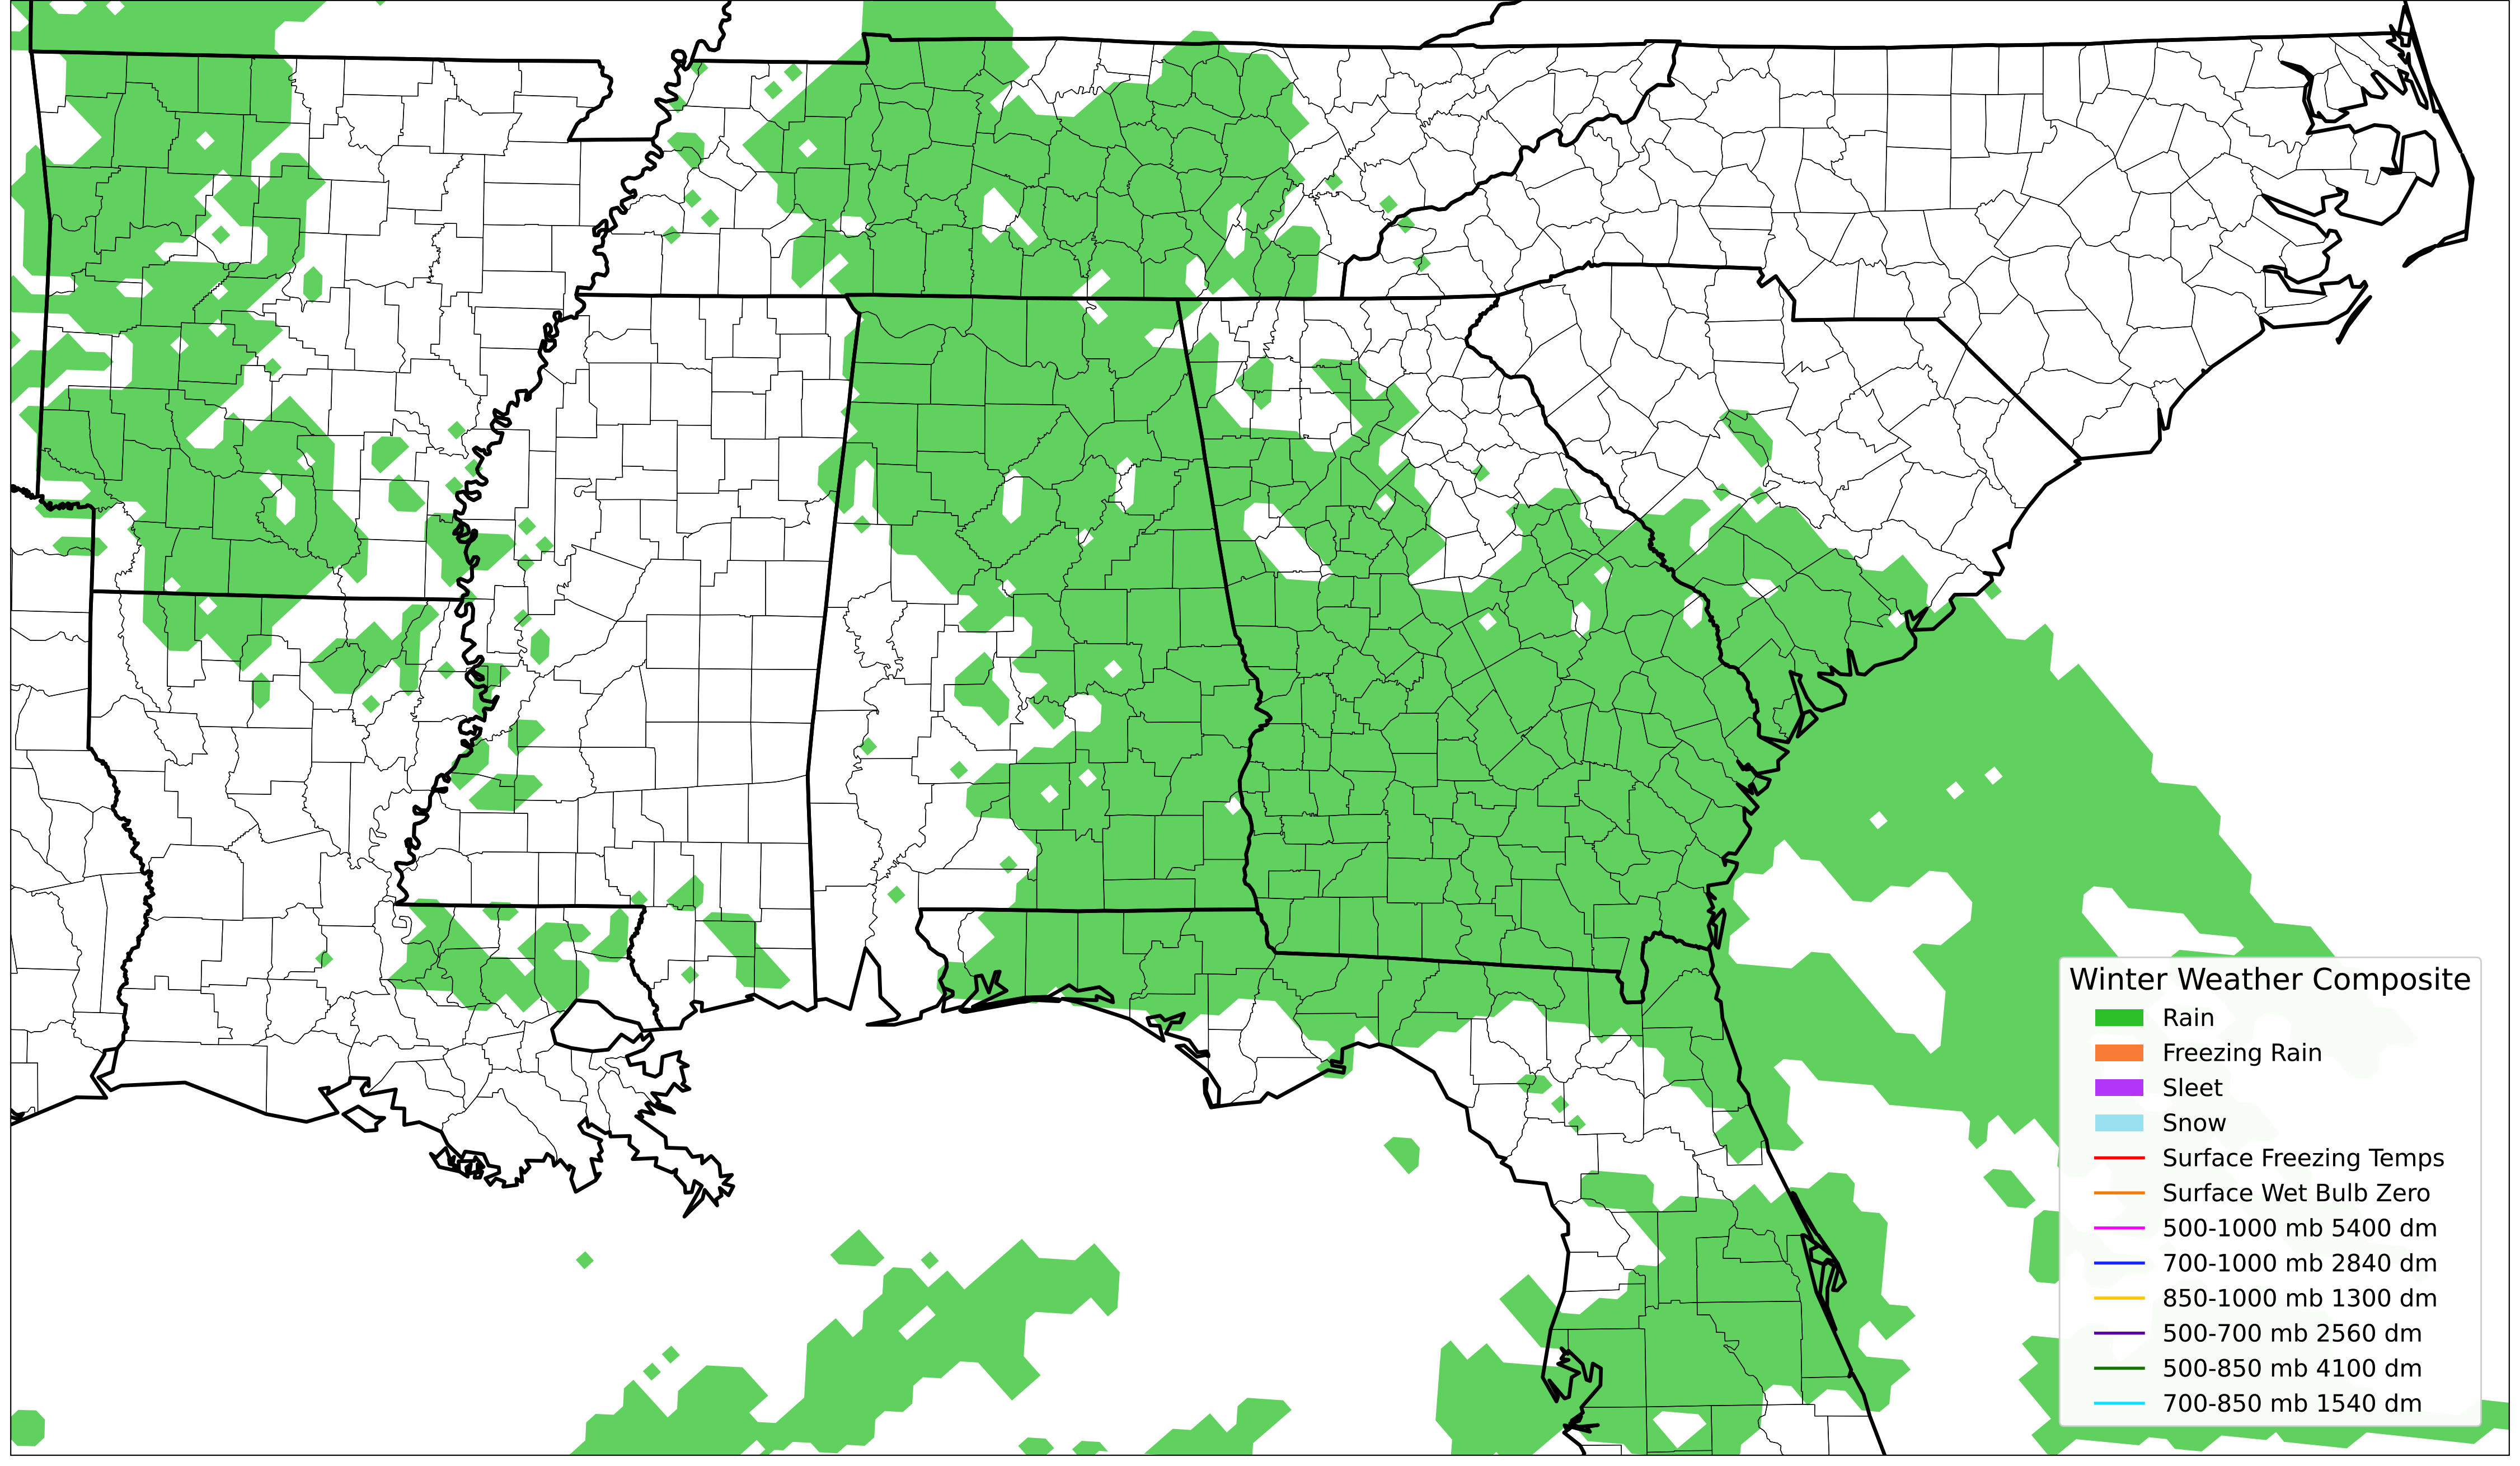 Winter Weather Composite
Rain
Freezing Rain
Sleet
Snow
Surface Freezing Temps
Surface Wet Bulb Zero
500-1000 mb 5400 dm
700-1000 mb 2840 dm
850-1000 mb 1300 dm
500-700 mb 2560 dm
500-850 mb 4100 dm
700-850 mb 1540 dm